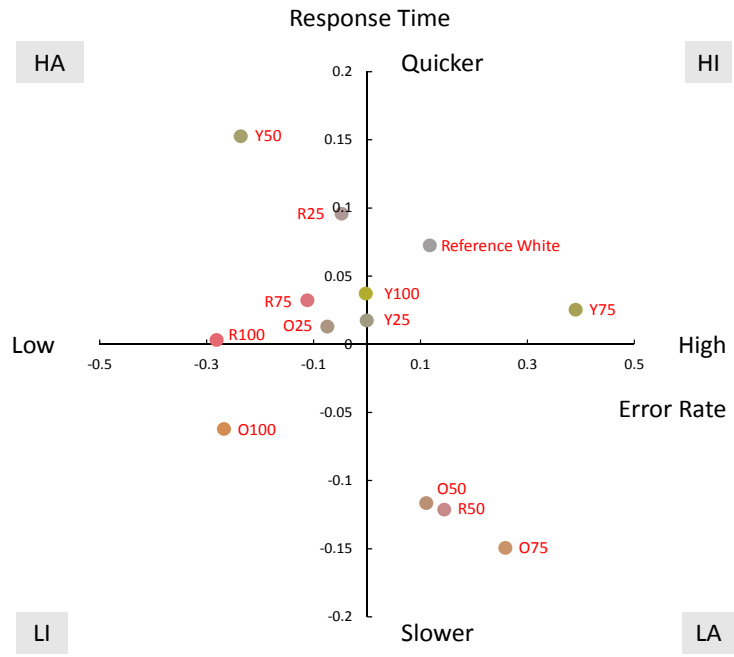 Response Time
HA
Quicker
HI
0.2
Y50
0.15
R25
0.1
Reference White
0.05
R75
Y100
Y75
O25
Y25
R100
Low
0
High
-0.5
-0.3
-0.1
0.1
0.3
0.5
Error Rate
-0.05
O100
-0.1
O50
R50
-0.15
O75
-0.2
LI
Slower
LA